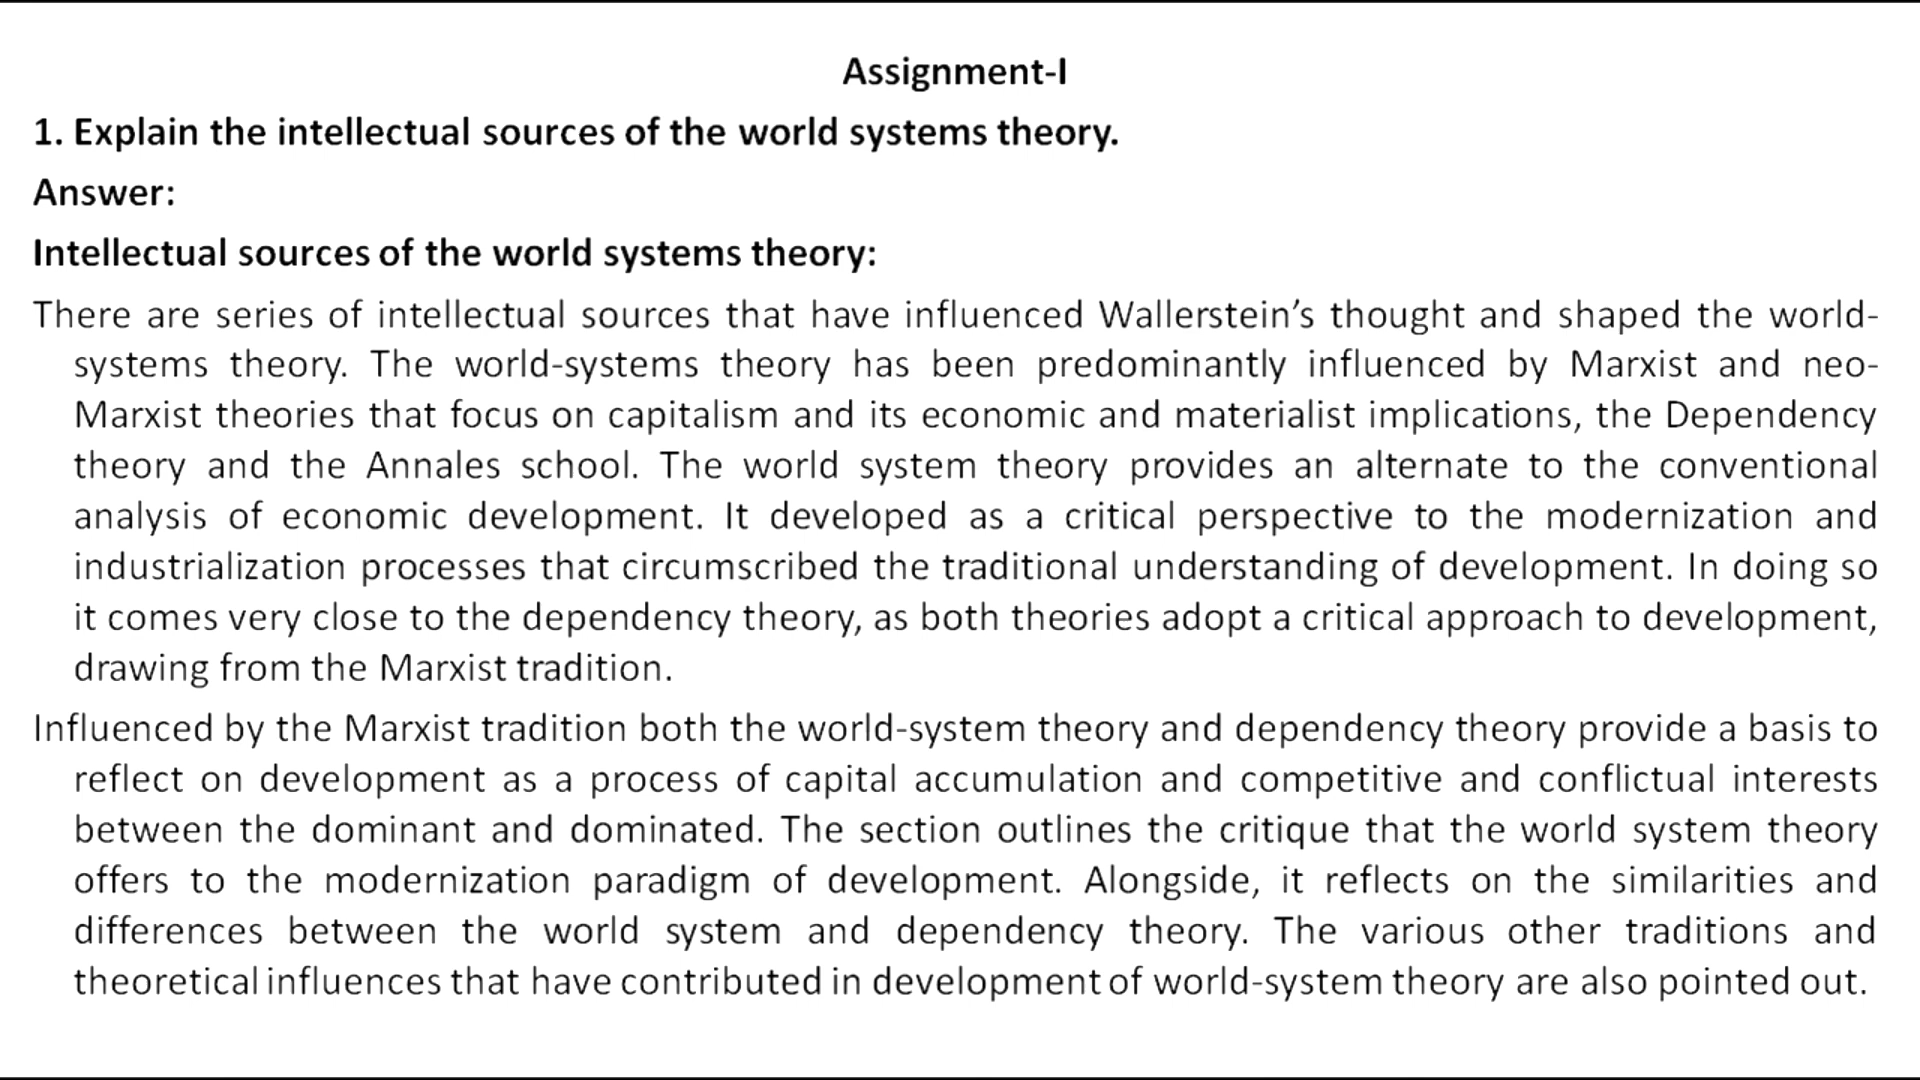 Assignment-I
1. Explain the intellectual sources of the world systems theory.
Answer:
Intellectual sources of the world systems theory:
There are series of intellectual sources that have influenced Wallerstein’s thought and shaped the world-
systems theory. The world-systems theory has been predominantly influenced by Marxist and neo-
Marxist theories that focus on capitalism and its economic and materialist implications, the Dependency
theory and the Annales school. The world system theory provides an alternate to the conventional
analysis of economic development. It developed as a critical perspective to the modernization and
industrialization processes that circumscribed the traditional understanding of development. In doing so
it comes very close to the dependency theory, as both theories adopt a critical approach to development,
drawing from the Marxist tradition.
Influenced by the Marxist tradition both the world-system theory and dependency theory provide a basis to
reflect on development as a process of capital accumulation and competitive and conflictual interests
between the dominant and dominated. The section outlines the critique that the world system theory
offers to the modernization paradigm of development. Alongside, it reflects on the similarities and
differences between the world system and dependency theory. The various other traditions and
theoretical influences that have contributed in development of world-system theory are also pointed out.